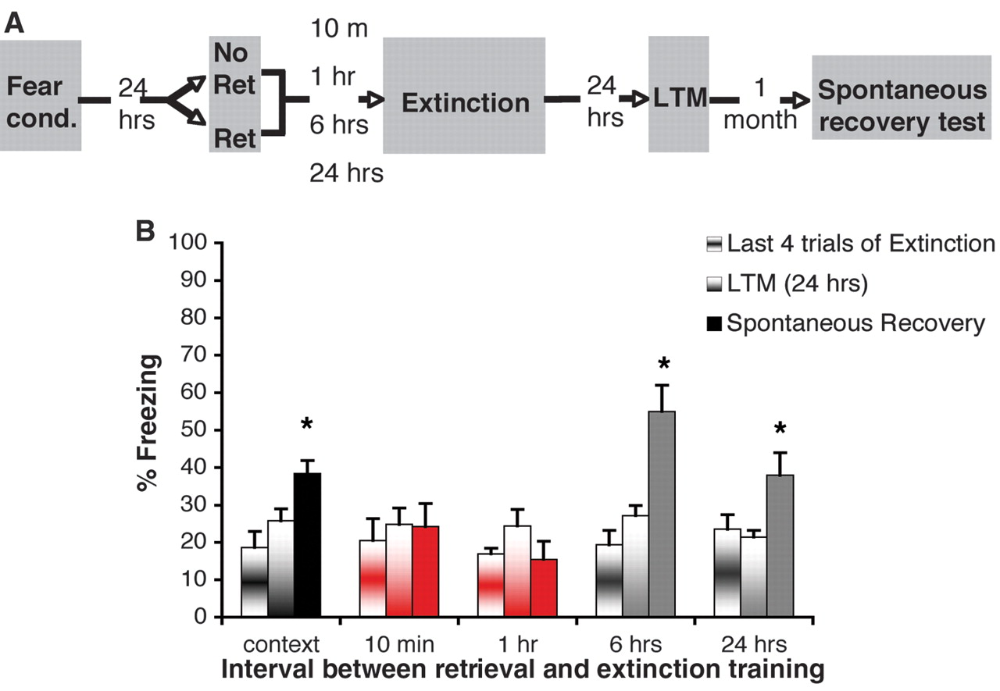 A
Fear
cond.
24
hrs
No
Ret
Ret
10 m
1 hr
6 hrs
24 hrs
Extinction
24
hrs
LTM
1
month
Spontaneous
recovery test
B
100
90
80
70
60
50
40
30
20
10
0
% Freezing
Last 4 trials of Extinction
LTM (24 hrs)
Spontaneous Recovery
*
*
*
context 10 min 1 hr 6 hrs 24 hrs
Interval between retrieval and extinction training